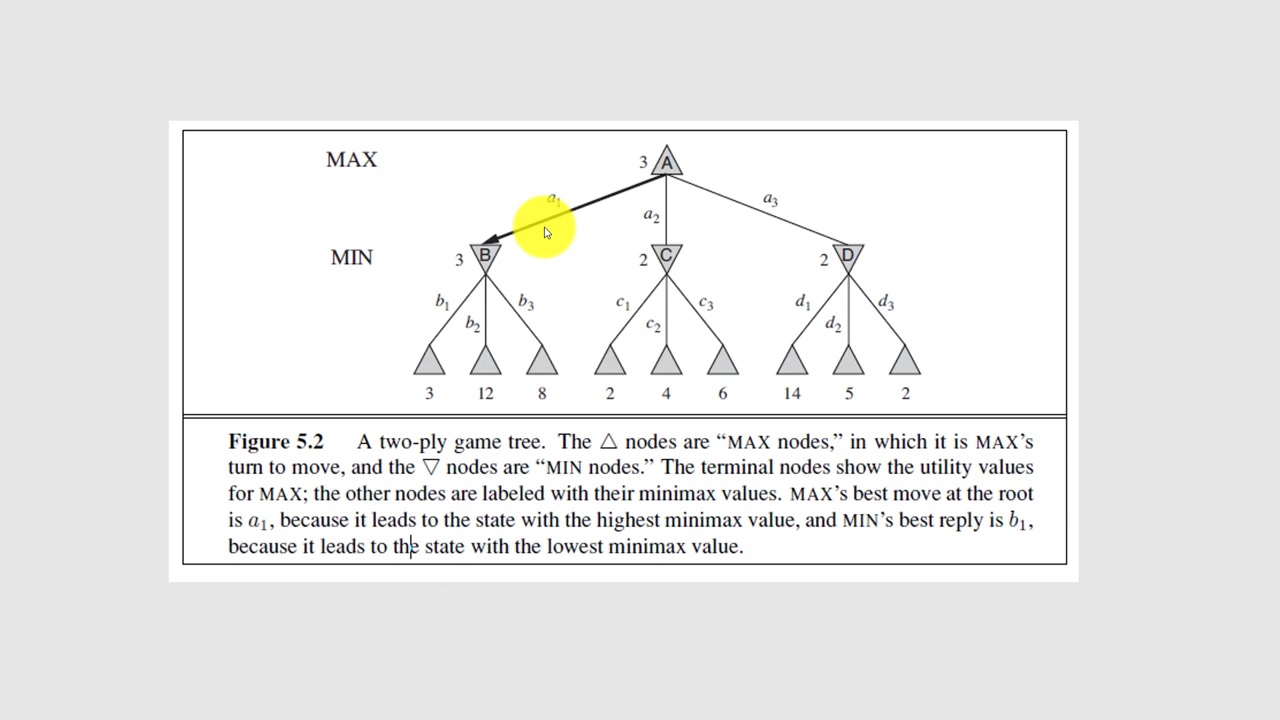 MAX
3 A
a1 a2 a3
MIN
3 B 2 C 2 D
b1 b2 b3 c1 c2 c3 d1 d2 d3
3 12 8 2 4 6 14 5 2
Figure 5.2 A two-ply game tree. The △ nodes are “MAX nodes,” in which it is MAX’s
turn to move, and the ▽ nodes are “MIN nodes.” The terminal nodes show the utility values
for MAX; the other nodes are labeled with their minimax values. MAX’s best move at the root
is a1, because it leads to the state with the highest minimax value, and MIN’s best reply is b1,
because it leads to the state with the lowest minimax value.